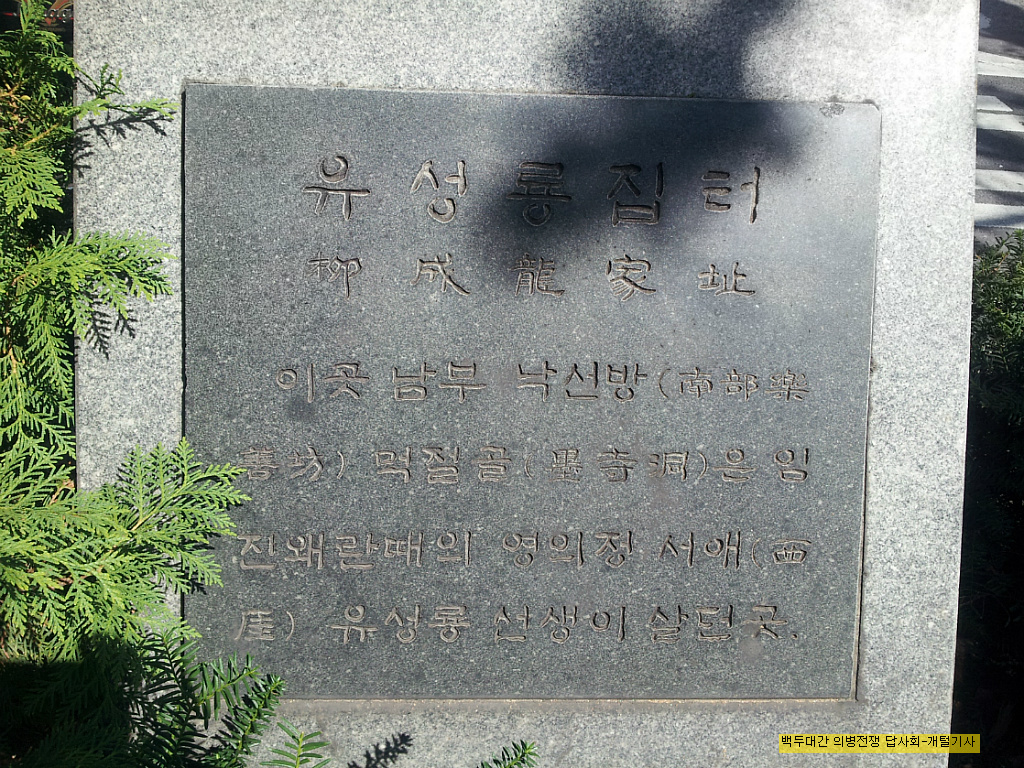 유성룡집터
柳成龍家址
이곳 남부 낙선방(南部樂
善坊) 먹절골(墨寺洞)은 임
진왜란때의 영의정 서애(西
厓) 유성룡 선생이 살던곳.
백두대간 의병전쟁 답사회-개털기사